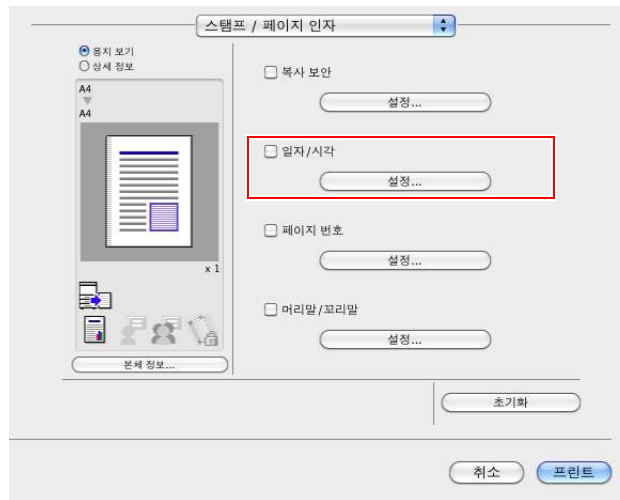 스탬프 / 페이지 인자
용지 보기
상세 정보
A4
A4
x 1
본체 정보...
복사 보안
설정...
일자/시각
설정...
페이지 번호
설정...
머리말/꼬리말
설정...
초기화
취소
프린트